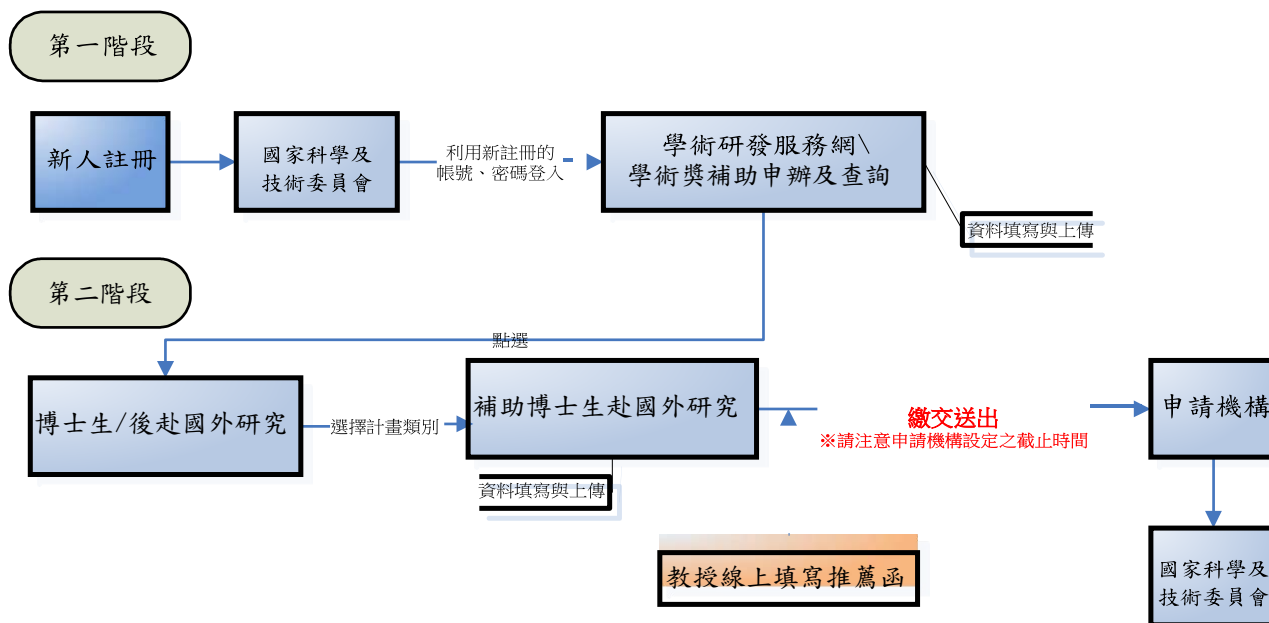 第一階段
新人註冊
國家科學及
技術委員會
利用新註冊的
帳號、密碼登入
學術研發服務網\
學術獎補助申辦及查詢
資料填寫與上傳
第二階段
點選
博士生/後赴國外研究
選擇計畫類別
補助博士生赴國外研究
資料填寫與上傳
繳交送出
※請注意申請機構設定之截止時間
申請機構
教授線上填寫推薦函
國家科學及
技術委員會